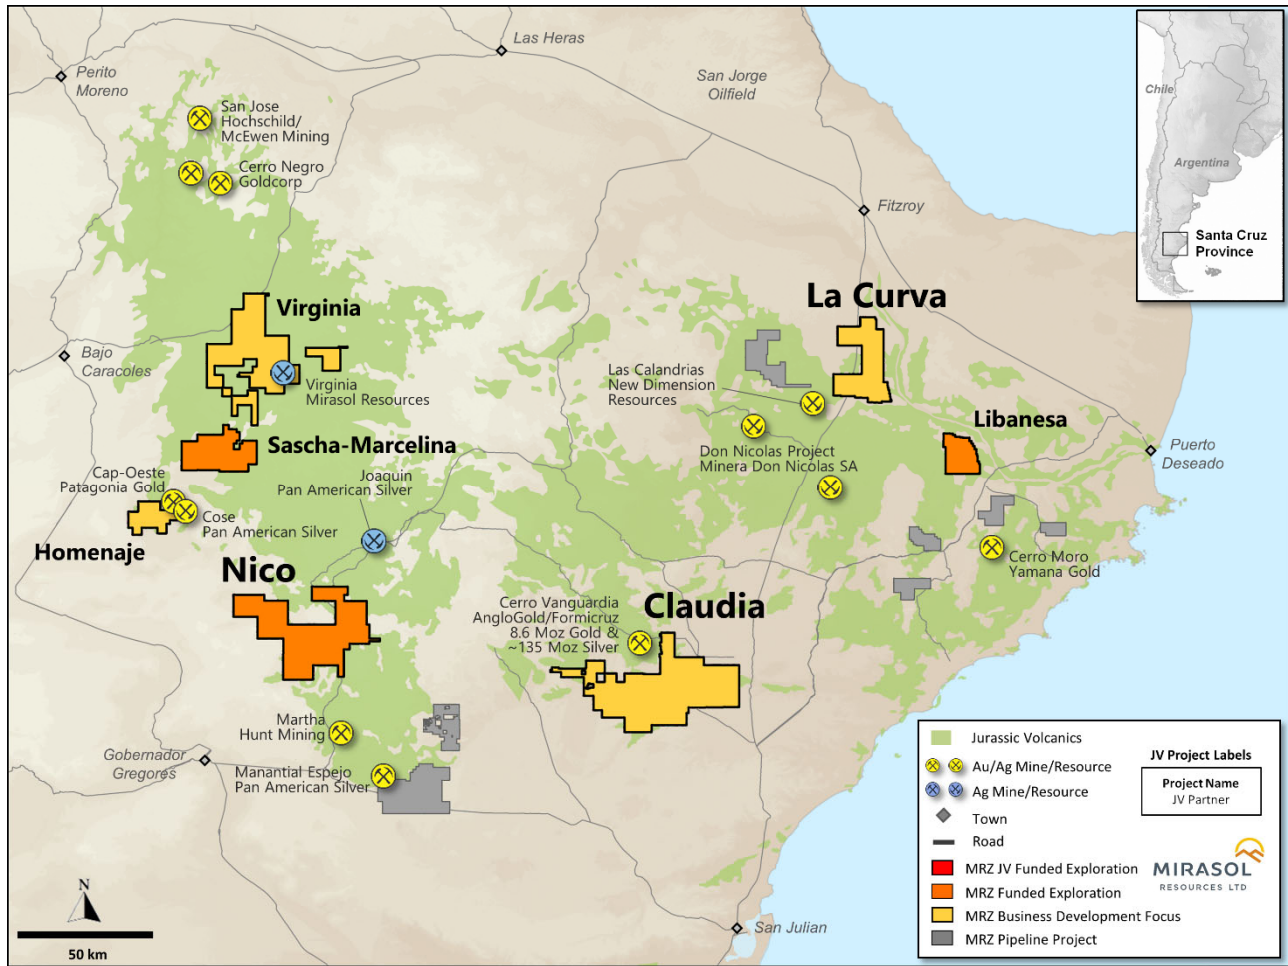 Las Heras
Perito
Moreno
San Jorge
Oilfield
San Jose
Hochschild/
McEwen Mining
Cerro Negro
Goldcorp
Fitzroy
Chile
Argentina
Santa Cruz
Province
Virginia
La Curva
Bajo
Caracoles
Virginia
Mirasol Resources
Las Calandrias
New Dimension
Resources
Libanesa
Sascha-Marcelina
Don Nicolas Project
Minera Don Nicolas SA
Puerto
Deseado
Cap-Oeste
Patagonia Gold
Joaquin
Pan American Silver
Cose
Pan American Silver
Homenaje
Nico
Cerro Moro
Yamana Gold
Cerro Vanguardia
AngloGold/Formicruz
8.6 Moz Gold &
~135 Moz Silver
Claudia
Martha
Hunt Mining
Gobernador
Gregores
Manantial Espejo
Pan American Silver
San Julian
N
50 km
Jurassic Volcanics
Au/Ag Mine/Resource
Ag Mine/Resource
Town
Road
MRZ JV Funded Exploration
MRZ Funded Exploration
MRZ Business Development Focus
MRZ Pipeline Project
JV Project Labels
Project Name
JV Partner
MIRASOL
RESOURCES LTD